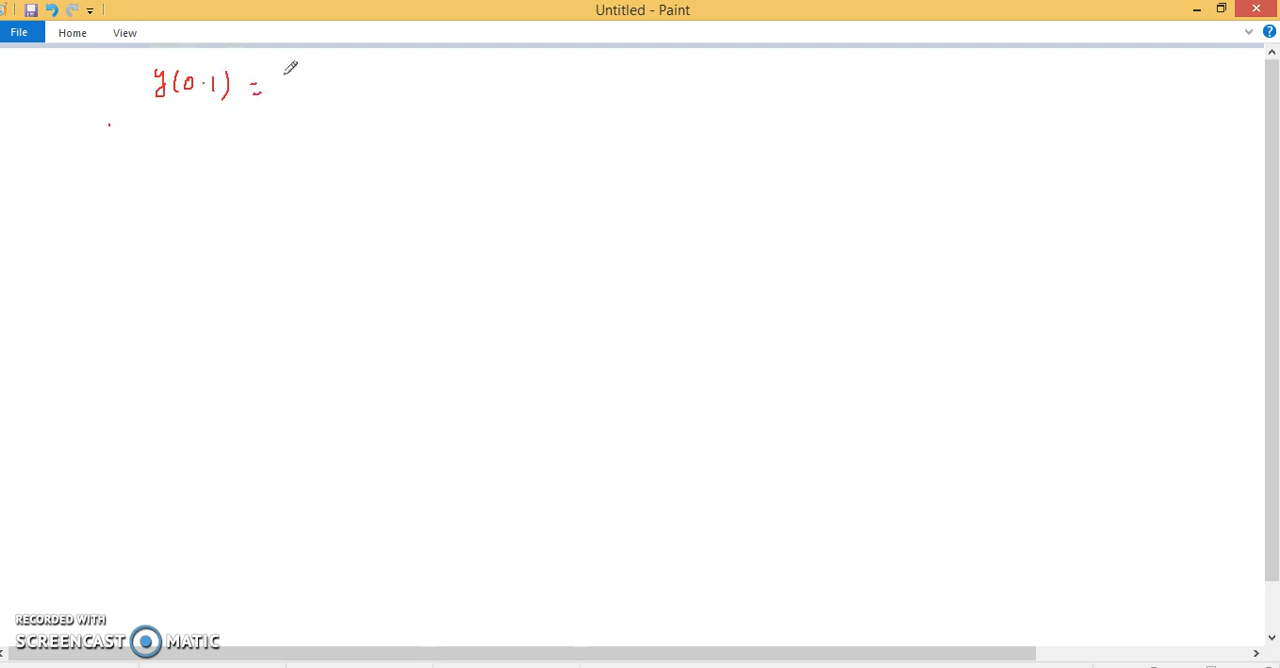 Untitled - Paint
File Home View
y(0.1) =
RECORDED WITH
SCREENCAST MATIC